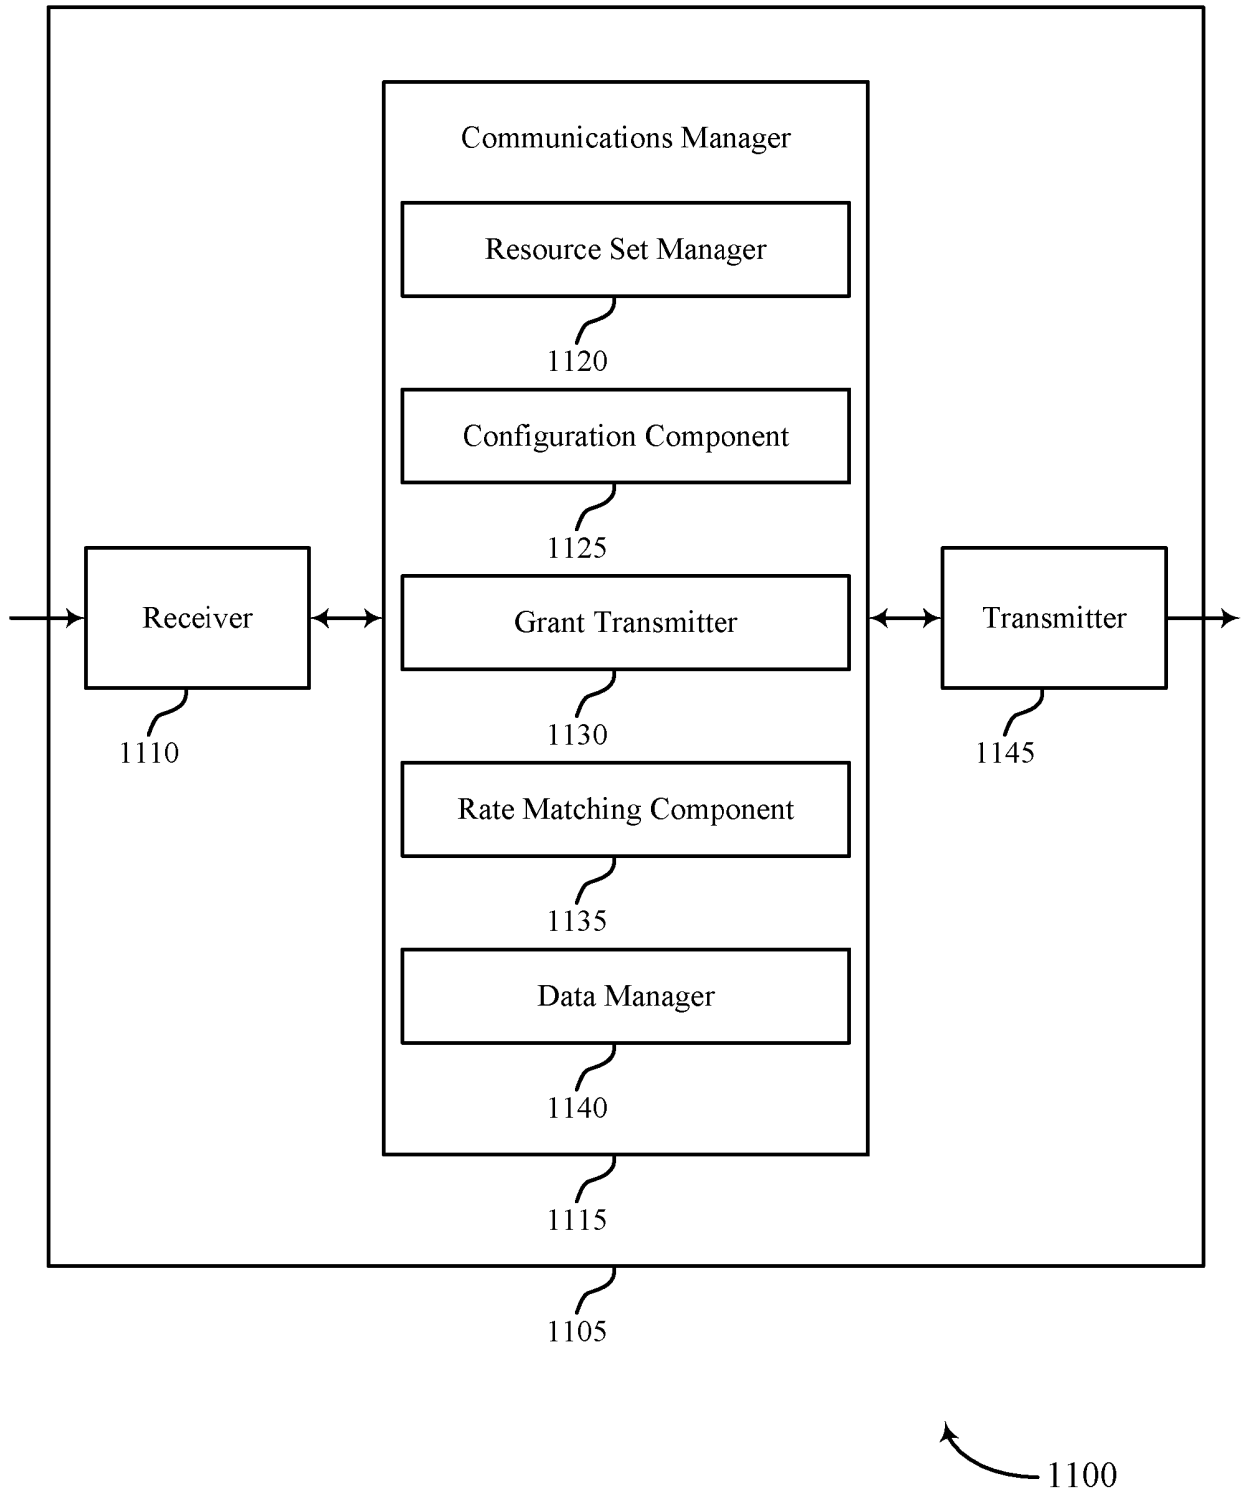 Communications Manager
Resource Set Manager
1120
Configuration Component
1125
Receiver
1110
Grant Transmitter
1130
Transmitter
1145
Rate Matching Component
1135
Data Manager
1140
1115
1105
1100